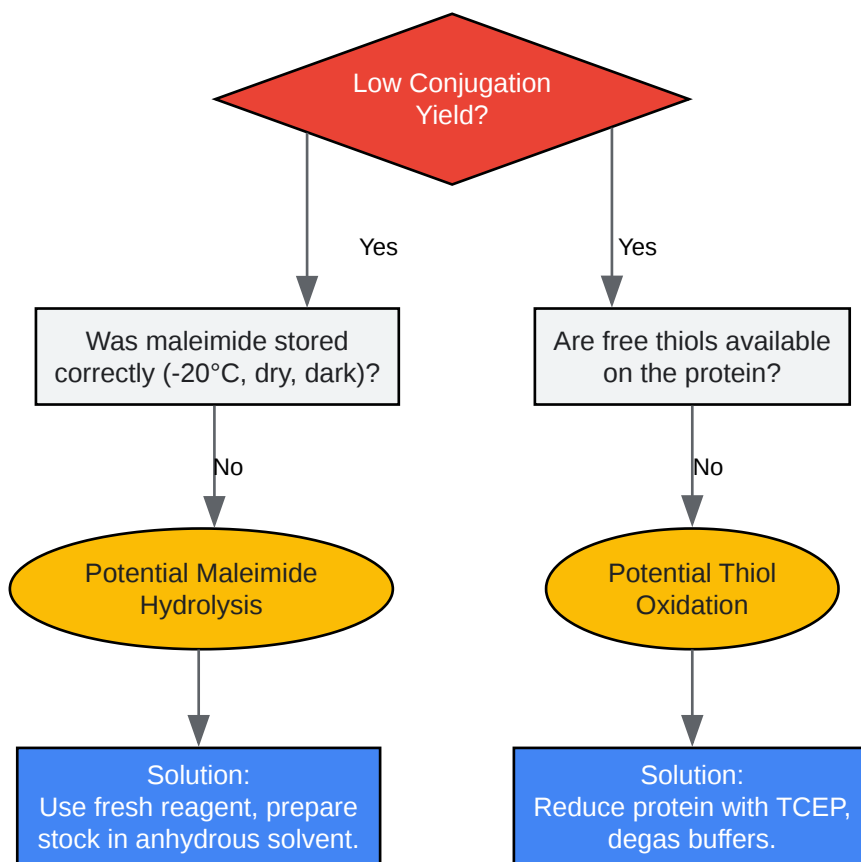 Low Conjugation
Yield?
Yes
Yes
Was maleimide stored
correctly (-20°C, dry, dark)?
Are free thiols available
on the protein?
No
No
Potential Maleimide
Hydrolysis
Potential Thiol
Oxidation
Solution:
Use fresh reagent, prepare
stock in anhydrous solvent.
Solution:
Reduce protein with TCEP,
degas buffers.